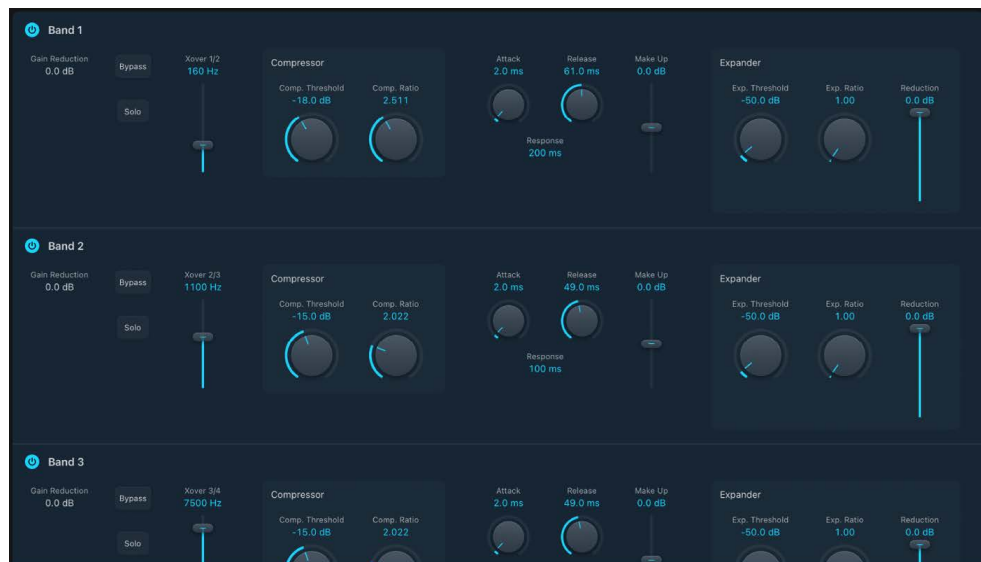 Band 1
Gain Reduction
0.0 dB
Bypass
Solo
Xover 1/2
160 Hz
Compressor
Comp. Threshold
-18.0 dB
Comp. Ratio
2.511
Attack
2.0 ms
Release
61.0 ms
Response
200 ms
Make Up
0.0 dB
Expander
Exp. Threshold
-50.0 dB
Exp. Ratio
1.00
Reduction
0.0 dB
Band 2
Gain Reduction
0.0 dB
Bypass
Solo
Xover 2/3
1100 Hz
Compressor
Comp. Threshold
-15.0 dB
Comp. Ratio
2.022
Attack
2.0 ms
Release
49.0 ms
Response
100 ms
Make Up
0.0 dB
Expander
Exp. Threshold
-50.0 dB
Exp. Ratio
1.00
Reduction
0.0 dB
Band 3
Gain Reduction
0.0 dB
Bypass
Solo
Xover 3/4
7500 Hz
Compressor
Comp. Threshold
-15.0 dB
Comp. Ratio
2.022
Attack
2.0 ms
Release
49.0 ms
Make Up
0.0 dB
Expander
Exp. Threshold
-50.0 dB
Exp. Ratio
1.00
Reduction
0.0 dB